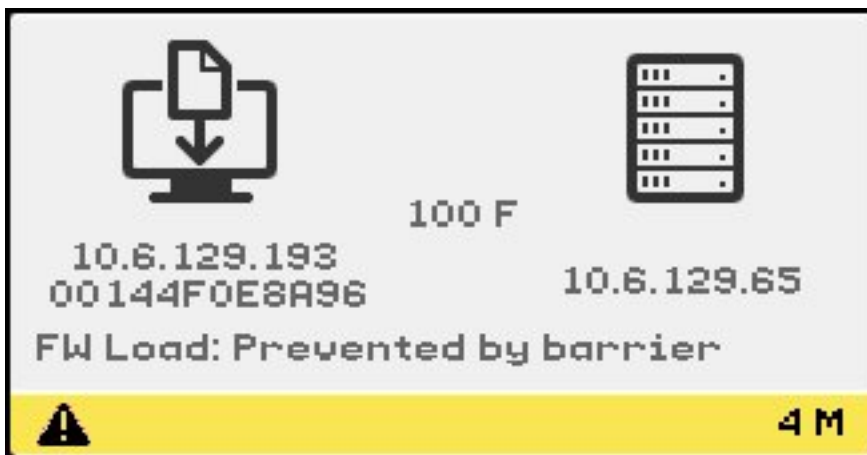 100 F
10.6.129.193
00144F0E8A96
10.6.129.65
FW Load: Prevented by barrier
4 M